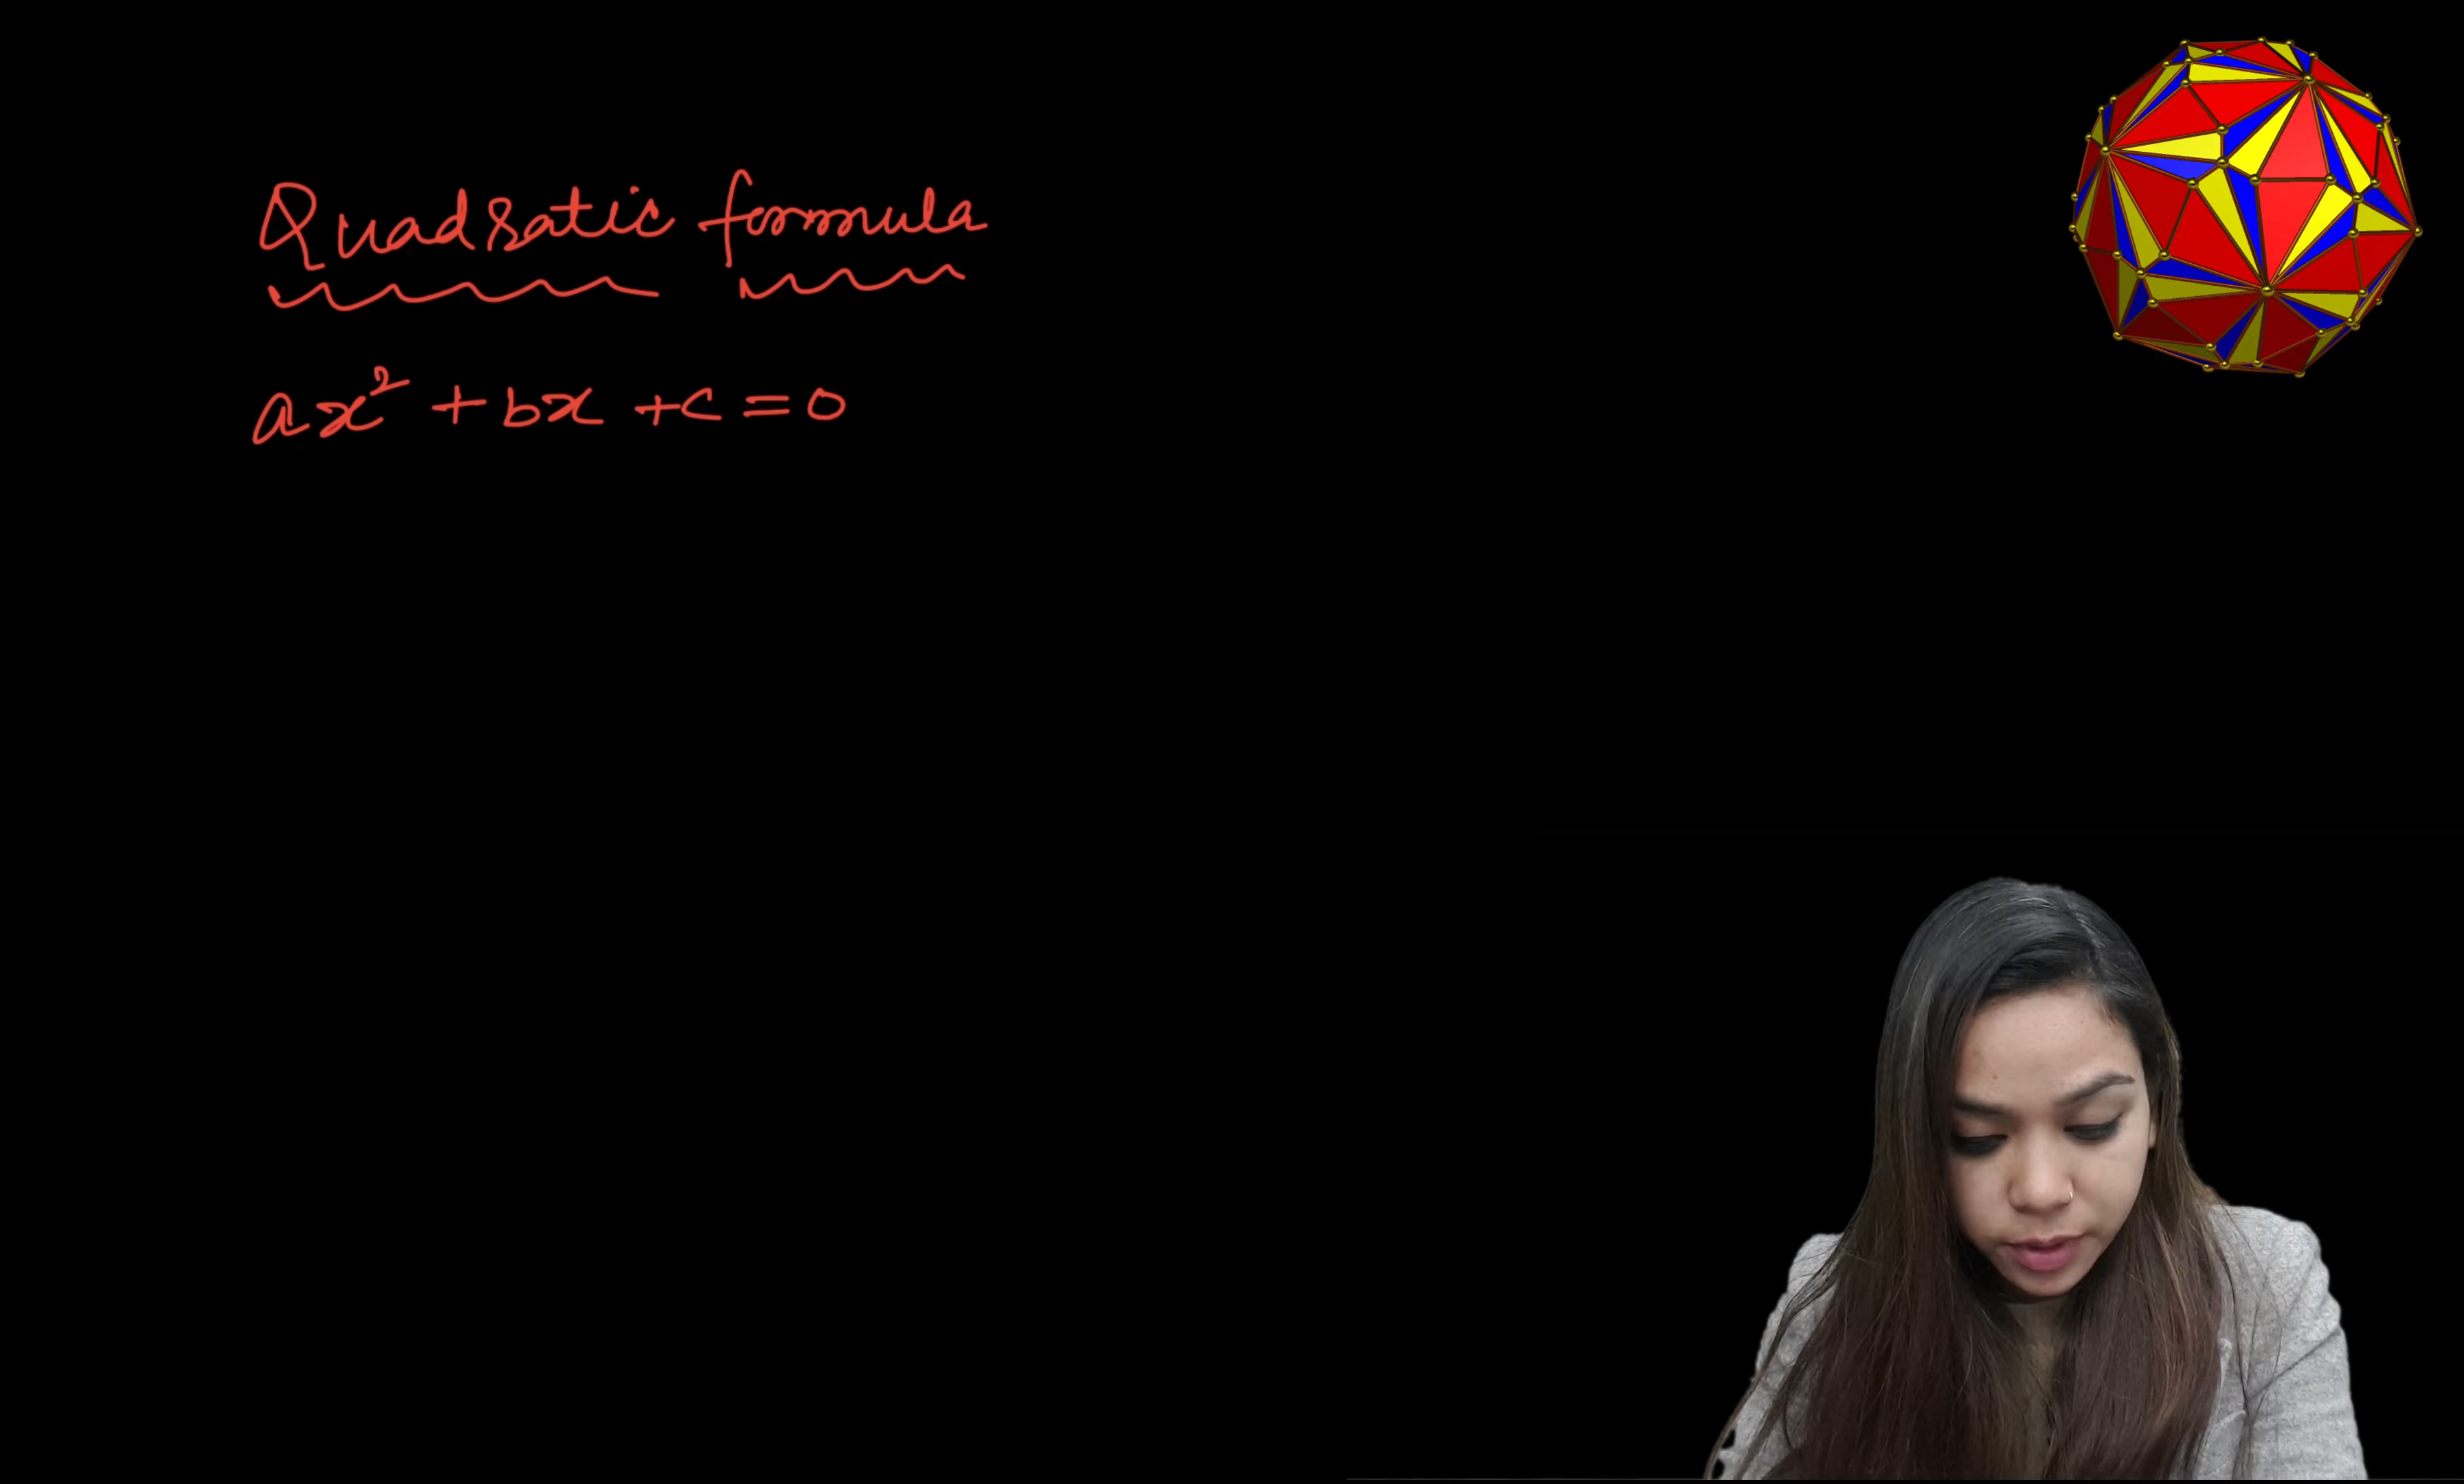 Quadratic formula
ax² + bx + c = 0